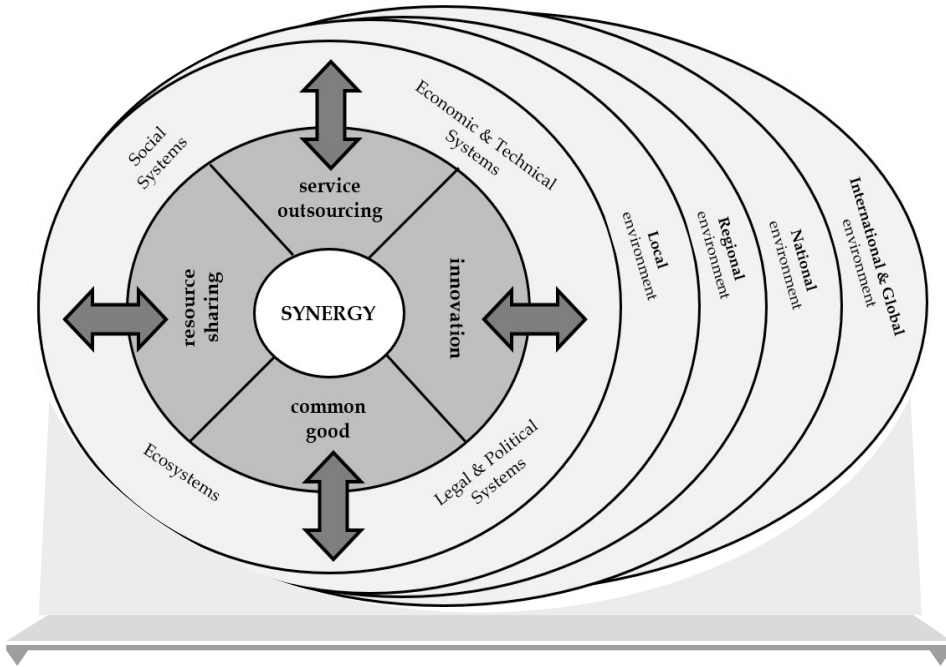 Social
Systems
Economic & Technical
Systems
service
outsourcing
resource
sharing
SYNERGY
innovation
common
good
Ecosystems
Legal & Political
Systems
Local
environment
Regional
environment
National
environment
International & Global
environment